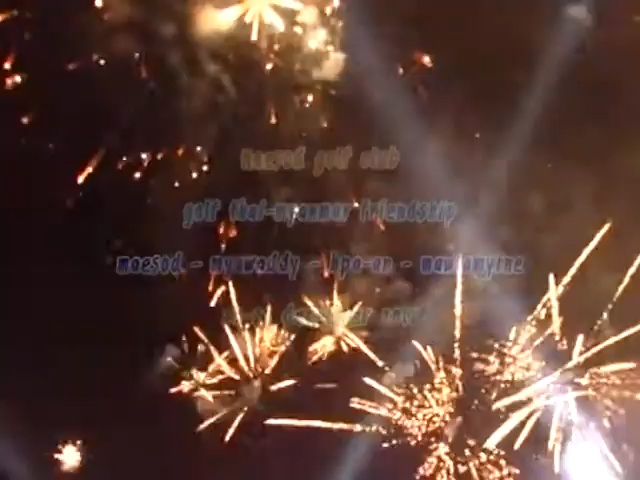 maesod golf club
golf thai-myanmar friendship
maesod - myawaddy - hpa-an - mawlamyine